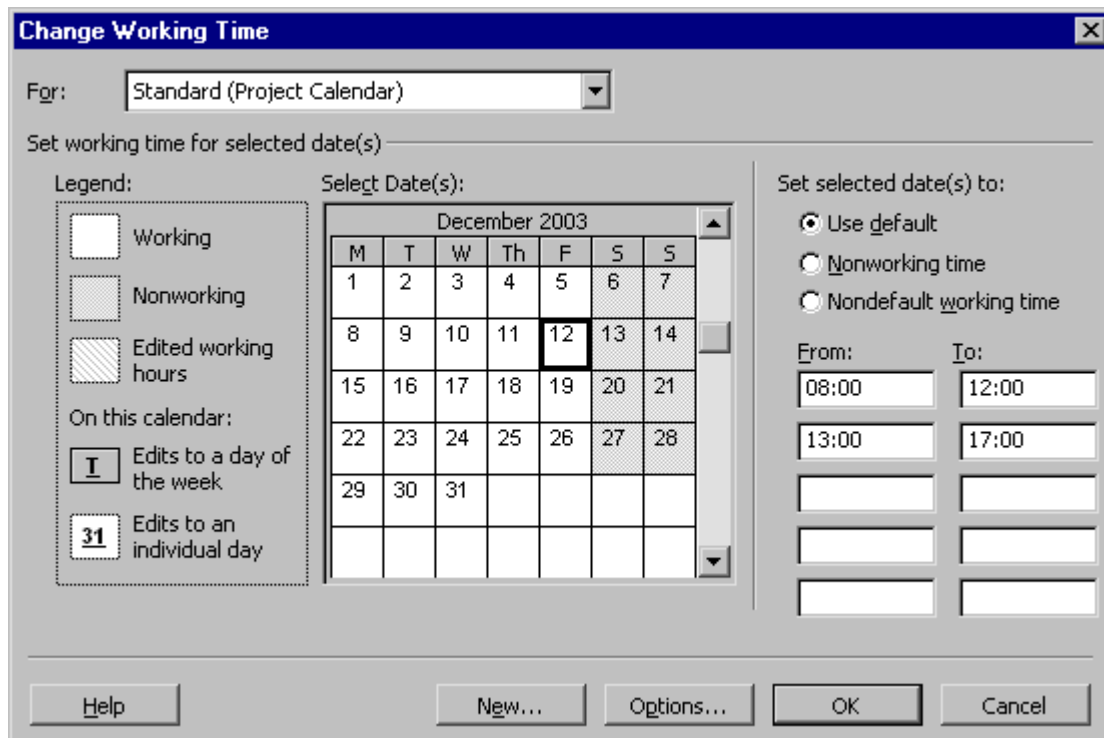 Change Working Time
For: Standard (Project Calendar)
Set working time for selected date(s)
Legend:
Working
Nonworking
Edited working
hours
On this calendar:
T Edits to a day of
the week
31 Edits to an
individual day
Select Date(s):
December 2003
M T W Th F S S
1 2 3 4 5 6 7
8 9 10 11 12 13 14
15 16 17 18 19 20 21
22 23 24 25 26 27 28
29 30 31
Set selected date(s) to:
Use default
Nonworking time
Nondefault working time
From: To:
08:00 12:00
13:00 17:00
Help New... Options... OK Cancel